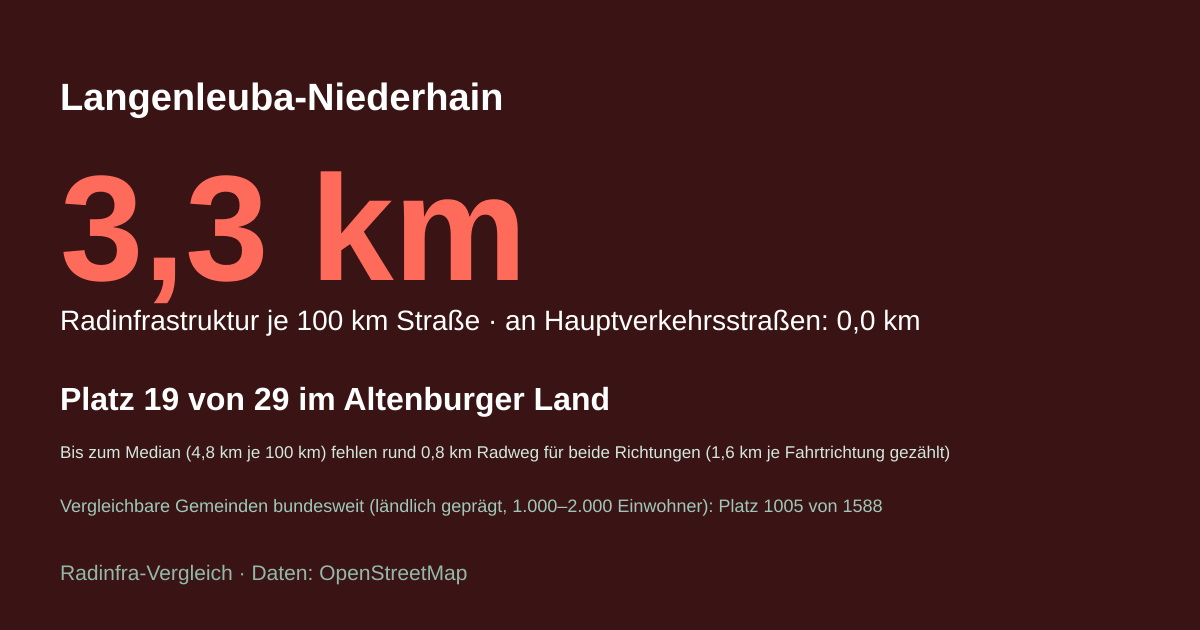 Langenleuba-Niederhain
3,3 km
Radinfrastruktur je 100 km Straße · an Hauptverkehrsstraßen: 0,0 km
Platz 19 von 29 im Altenburger Land
Bis zum Median (4,8 km je 100 km) fehlen rund 0,8 km Radweg für beide Richtungen (1,6 km je Fahrtrichtung gezählt)
Vergleichbare Gemeinden bundesweit (ländlich geprägt, 1.000–2.000 Einwohner): Platz 1005 von 1588
Radinfra-Vergleich · Daten: OpenStreetMap